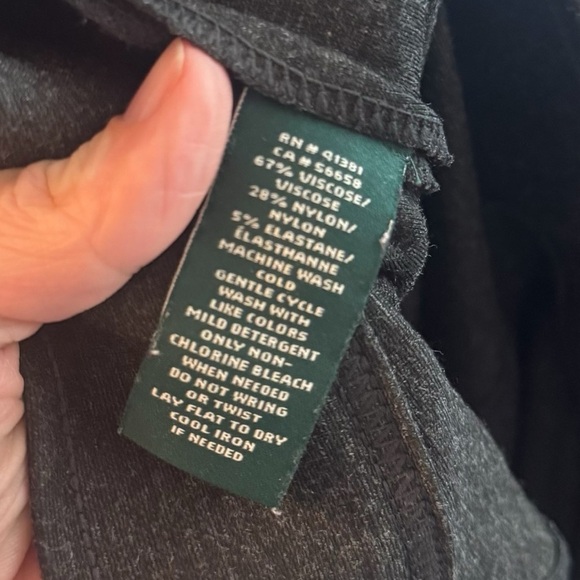 RN # 41381
CA # 56658
67% VISCOSE/
VISCOSE
28% NYLON/
NYLON
5% ELASTANE/
ÉLASTHANNE
MACHINE WASH
COLD
GENTLE CYCLE
WASH WITH
LIKE COLORS
MILD DETERGENT
ONLY NON-
CHLORINE BLEACH
WHEN NEEDED
DO NOT WRING
OR TWIST
LAY FLAT TO DRY
COOL IRON
IF NEEDED